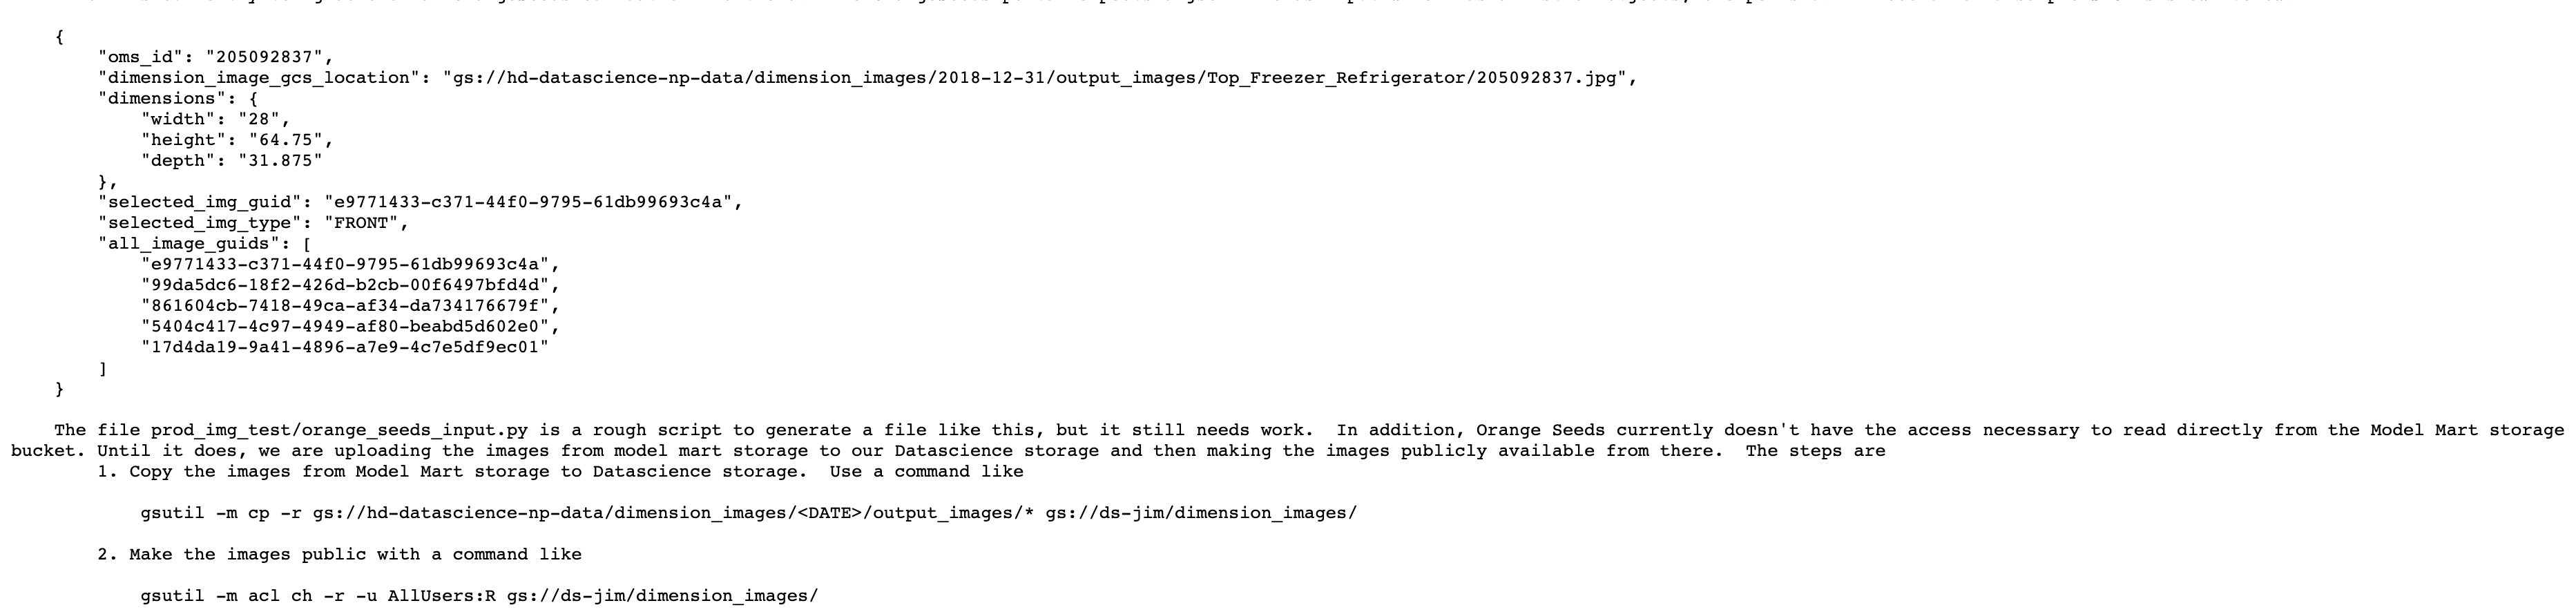 {
"oms_id": "205092837",
"dimension_image_gcs_location": "gs://hd-datascience-np-data/dimension_images/2018-12-31/output_images/Top_Freezer_Refrigerator/205092837.jpg",
"dimensions": {
"width": "28",
"height": "64.75",
"depth": "31.875"
},
"selected_img_guid": "e9771433-c371-44f0-9795-61db99693c4a",
"selected_img_type": "FRONT",
"all_image_guids": [
"e9771433-c371-44f0-9795-61db99693c4a",
"99da5dc6-18f2-426d-b2cb-00f6497bfd4d",
"861604cb-7418-49ca-af34-da734176679f",
"5404c417-4c97-4949-af80-beabd5d602e0",
"17d4da19-9a41-4896-a7e9-4c7e5df9ec01"
]
}
The file prod_img_test/orange_seeds_input.py is a rough script to generate a file like this, but it still needs work.  In addition, Orange Seeds currently doesn't have the access necessary to read directly from the Model Mart storage
bucket. Until it does, we are uploading the images from model mart storage to our Datascience storage and then making the images publicly available from there.  The steps are
1. Copy the images from Model Mart storage to Datascience storage.  Use a command like
gsutil -m cp -r gs://hd-datascience-np-data/dimension_images/<DATE>/output_images/* gs://ds-jim/dimension_images/
2. Make the images public with a command like
gsutil -m acl ch -r -u AllUsers:R gs://ds-jim/dimension_images/